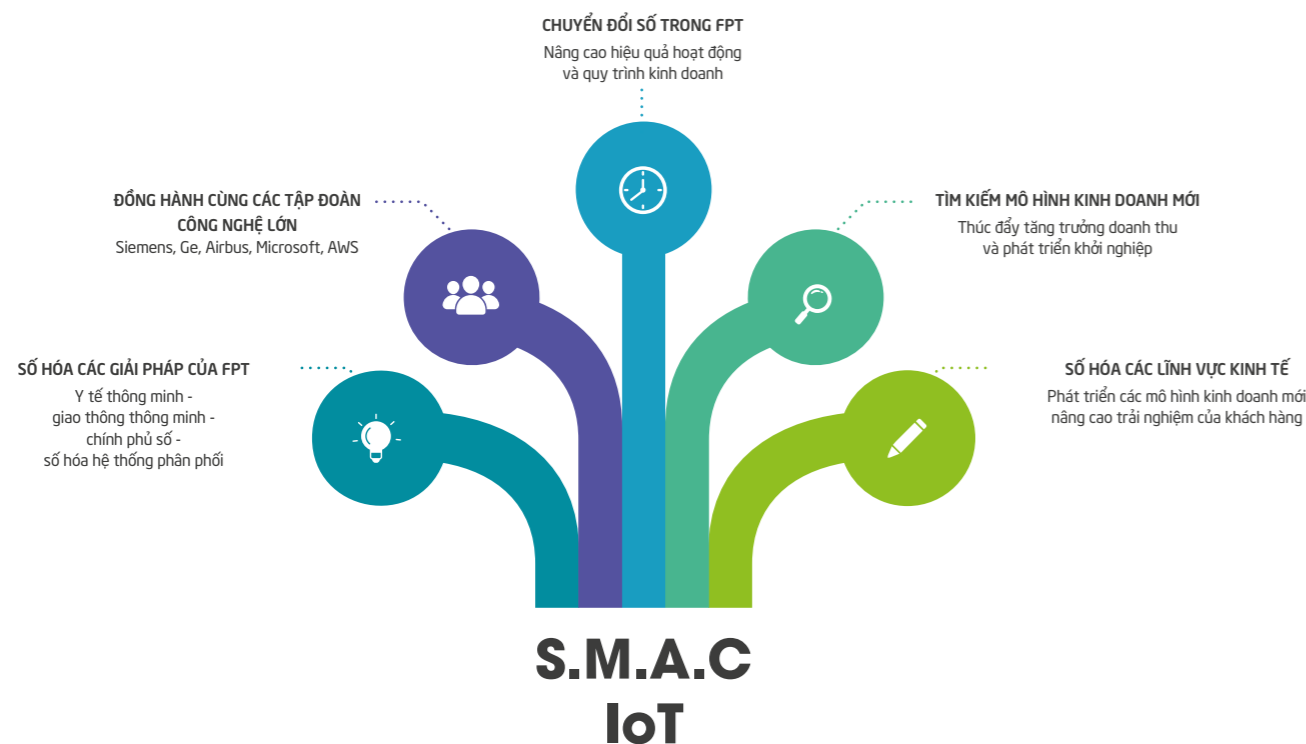 CHUYỂN ĐỔI SỐ TRONG FPT
Nâng cao hiệu quả hoạt động
và quy trình kinh doanh
ĐỒNG HÀNH CÙNG CÁC TẬP ĐOÀN
CÔNG NGHỆ LỚN
Siemens, Ge, Airbus, Microsoft, AWS
TÌM KIẾM MÔ HÌNH KINH DOANH MỚI
Thúc đẩy tăng trưởng doanh thu
và phát triển khởi nghiệp
SỐ HÓA CÁC GIẢI PHÁP CỦA FPT
Y tế thông minh -
giao thông thông minh -
chính phủ số -
số hóa hệ thống phân phối
SỐ HÓA CÁC LĨNH VỰC KINH TẾ
Phát triển các mô hình kinh doanh mới
nâng cao trải nghiệm của khách hàng
S.M.A.C
IoT